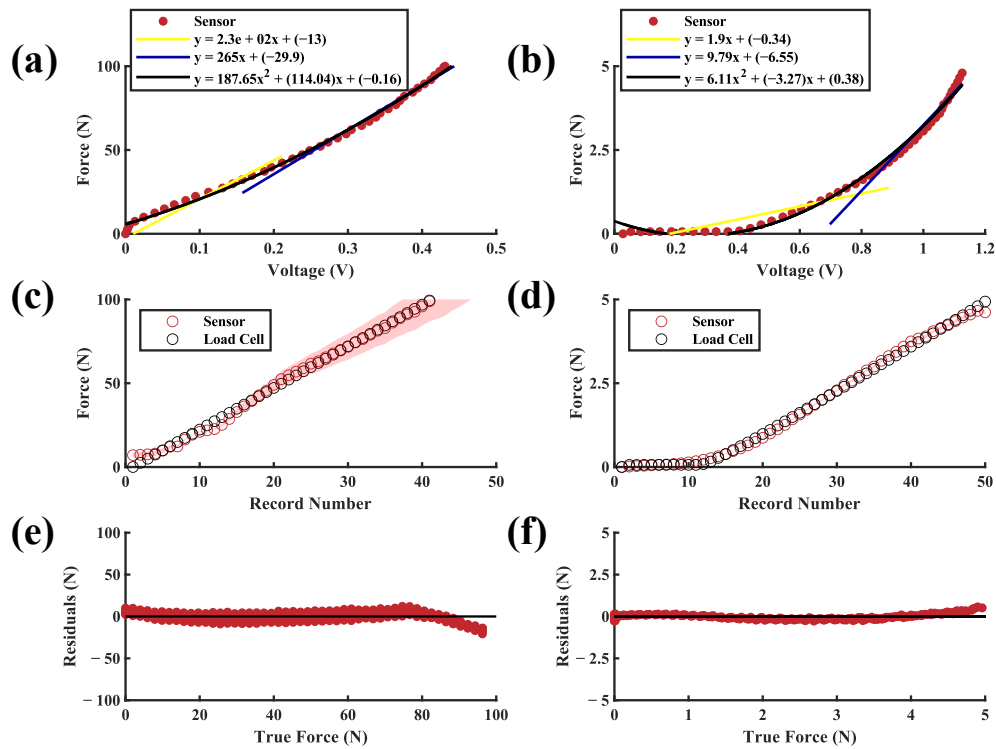 (a)
Sensor
y = 2.3e + 02x + (−13)
y = 265x + (−29.9)
y = 187.65x² + (114.04)x + (−0.16)
100
50
0
Force (N)
0 0.1 0.2 0.3 0.4 0.5
Voltage (V)
(b)
Sensor
y = 1.9x + (−0.34)
y = 9.79x + (−6.55)
y = 6.11x² + (−3.27)x + (0.38)
5
2.5
0
Force (N)
0 0.2 0.4 0.6 0.8 1 1.2
Voltage (V)
(c)
Sensor
Load Cell
100
50
0
Force (N)
0 10 20 30 40 50
Record Number
(d)
Sensor
Load Cell
5
2.5
0
Force (N)
0 10 20 30 40 50
Record Number
(e)
100
50
0
−50
−100
Residuals (N)
0 20 40 60 80 100
True Force (N)
(f)
5
2.5
0
−2.5
−5
Residuals (N)
0 1 2 3 4 5
True Force (N)